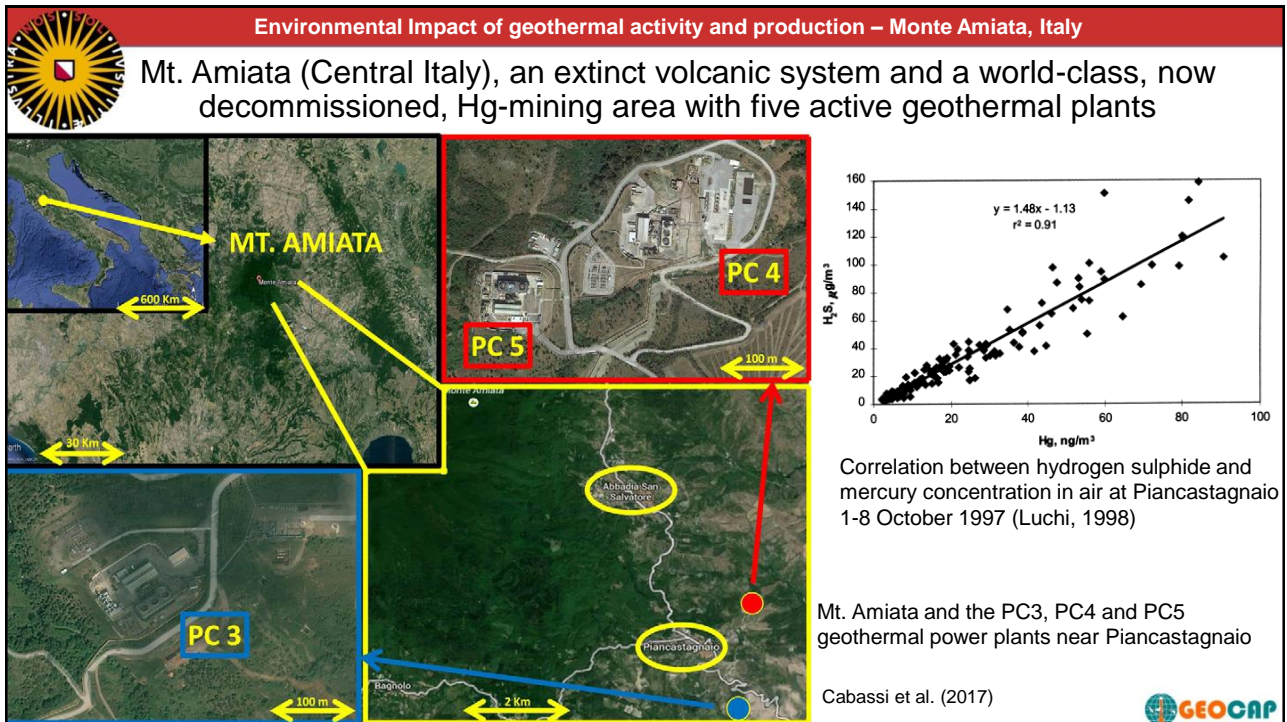 Environmental Impact of geothermal activity and production – Monte Amiata, Italy
Mt. Amiata (Central Italy), an extinct volcanic system and a world-class, now
decommissioned, Hg-mining area with five active geothermal plants
MT. AMIATA
Monte Amiata
600 Km
30 Km
PC 4
PC 5
100 m
Monte Amiata
Abbadia San
Salvatore
Piancastagnaio
Bagnolo
2 Km
PC 3
100 m
160
140
120
100
80
60
40
20
0
y = 1.48x - 1.13
r² = 0.91
H₂S, μg/m³
0 20 40 60 80 100
Hg, ng/m³
Correlation between hydrogen sulphide and
mercury concentration in air at Piancastagnaio
1-8 October 1997 (Luchi, 1998)
Mt. Amiata and the PC3, PC4 and PC5
geothermal power plants near Piancastagnaio
Cabassi et al. (2017)
GEOCAP